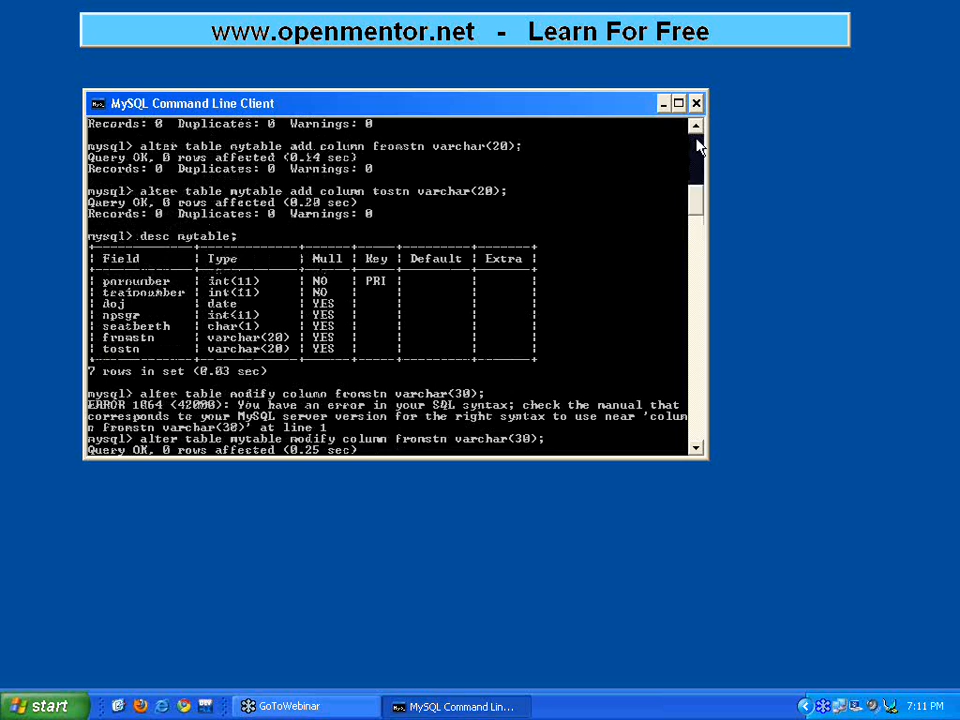 www.openmentor.net - Learn For Free
MySQL Command Line Client
Records: 0 Duplicates: 0 Warnings: 0
mysql> alter table mytable add column fromstn varchar(20);
Query OK, 0 rows affected (0.14 sec)
Records: 0 Duplicates: 0 Warnings: 0
mysql> alter table mytable add column tostn varchar(20);
Query OK, 0 rows affected (0.20 sec)
Records: 0 Duplicates: 0 Warnings: 0
mysql> desc mytable;
| Field | Type | Null | Key | Default | Extra |
| pnrnumber | int(11) | NO | PRI | | |
| trainnumber | int(11) | NO | | | |
| doj | date | YES | | | |
| npsgr | int(11) | YES | | | |
| seatberth | char(1) | YES | | | |
| fromstn | varchar(20) | YES | | | |
| tostn | varchar(20) | YES | | | |
7 rows in set (0.03 sec)
mysql> alter table modify column fromstn varchar(30);
ERROR 1064 (42000): You have an error in your SQL syntax; check the manual that
corresponds to your MySQL server version for the right syntax to use near 'colum
n fromstn varchar(30)' at line 1
mysql> alter table mytable modify column fromstn varchar(30);
Query OK, 0 rows affected (0.25 sec)
start
GoToWebinar
MySQL Command Lin...
7:11 PM